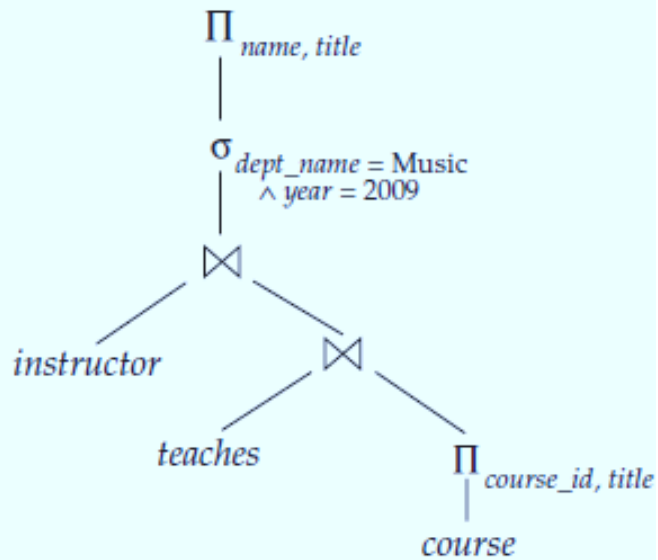 Π name, title
σ dept_name = Music
∧ year = 2009
⋈
instructor
⋈
teaches
Π course_id, title
course